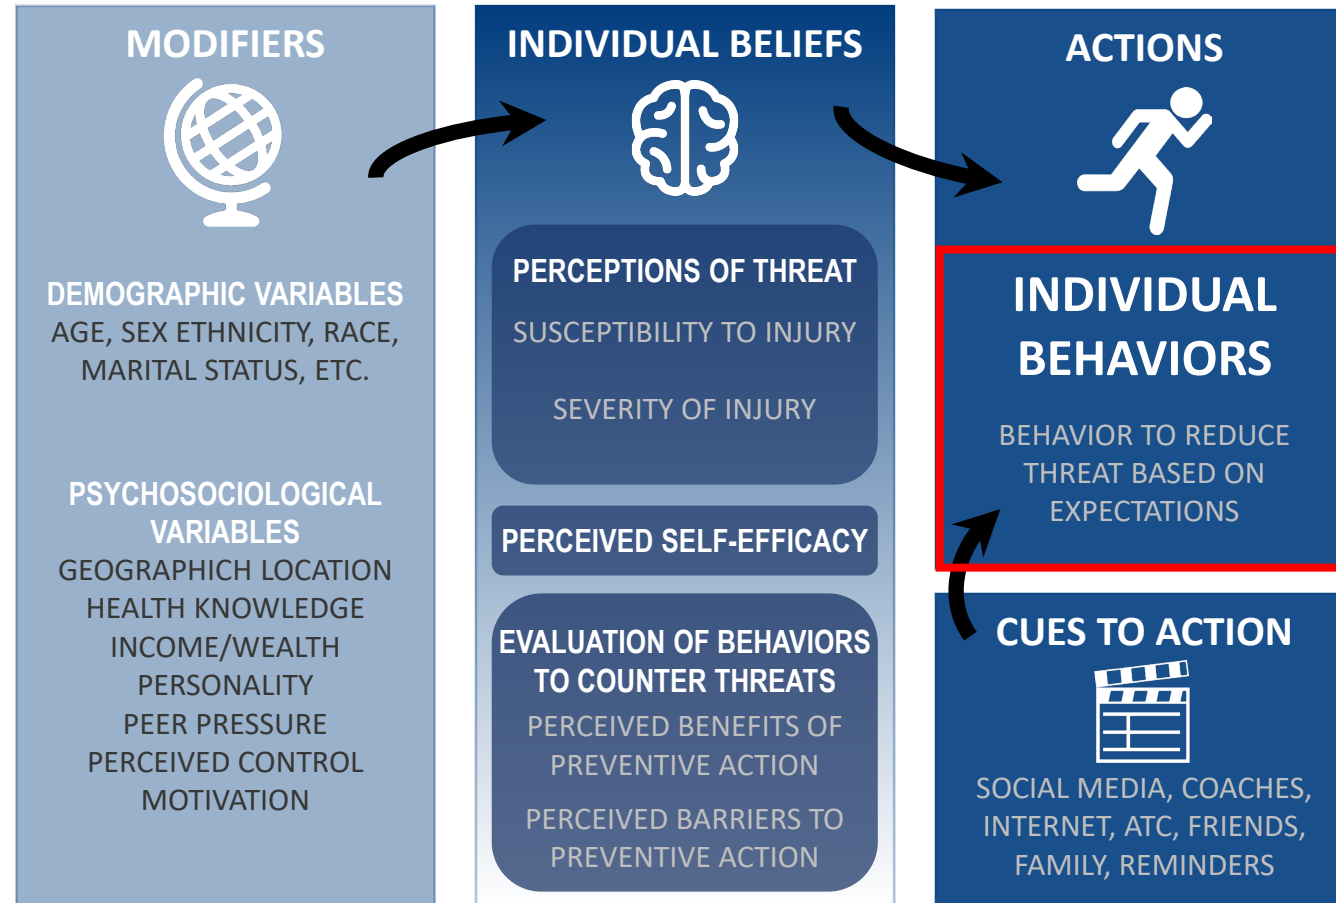 MODIFIERS
DEMOGRAPHIC VARIABLES
AGE, SEX ETHNICITY, RACE,
MARITAL STATUS, ETC.
PSYCHOSOCIOLOGICAL
VARIABLES
GEOGRAPHICH LOCATION
HEALTH KNOWLEDGE
INCOME/WEALTH
PERSONALITY
PEER PRESSURE
PERCEIVED CONTROL
MOTIVATION
INDIVIDUAL BELIEFS
PERCEPTIONS OF THREAT
SUSCEPTIBILITY TO INJURY
SEVERITY OF INJURY
PERCEIVED SELF-EFFICACY
EVALUATION OF BEHAVIORS
TO COUNTER THREATS
PERCEIVED BENEFITS OF
PREVENTIVE ACTION
PERCEIVED BARRIERS TO
PREVENTIVE ACTION
ACTIONS
INDIVIDUAL
BEHAVIORS
BEHAVIOR TO REDUCE
THREAT BASED ON
EXPECTATIONS
CUES TO ACTION
SOCIAL MEDIA, COACHES,
INTERNET, ATC, FRIENDS,
FAMILY, REMINDERS